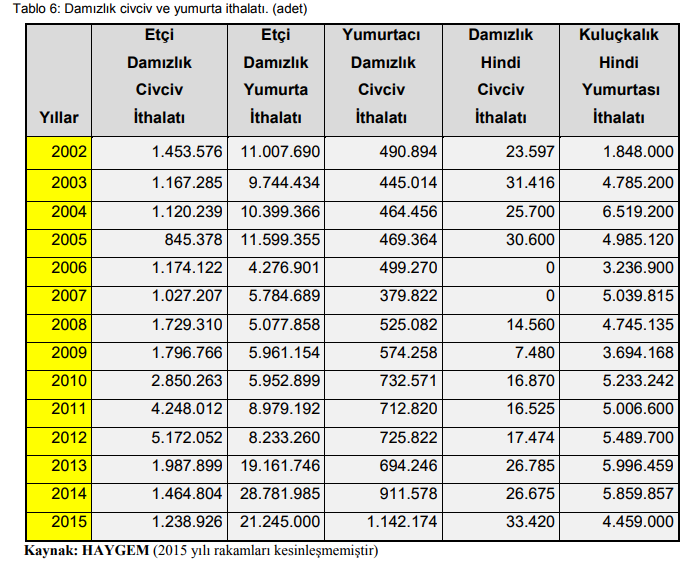 Tablo 6: Damızlık civciv ve yumurta ithalatı. (adet)
Yıllar Etçi Damızlık Civciv İthalatı Etçi Damızlık Yumurta İthalatı Yumurtacı Damızlık Civciv İthalatı Damızlık Hindi Civciv İthalatı Kuluçkalık Hindi Yumurtası İthalatı
2002 1.453.576 11.007.690 490.894 23.597 1.848.000
2003 1.167.285 9.744.434 445.014 31.416 4.785.200
2004 1.120.239 10.399.366 464.456 25.700 6.519.200
2005 845.378 11.599.355 469.364 30.600 4.985.120
2006 1.174.122 4.276.901 499.270 0 3.236.900
2007 1.027.207 5.784.689 379.822 0 5.039.815
2008 1.729.310 5.077.858 525.082 14.560 4.745.135
2009 1.796.766 5.961.154 574.258 7.480 3.694.168
2010 2.850.263 5.952.899 732.571 16.870 5.233.242
2011 4.248.012 8.979.192 712.820 16.525 5.006.600
2012 5.172.052 8.233.260 725.822 17.474 5.489.700
2013 1.987.899 19.161.746 694.246 26.785 5.996.459
2014 1.464.804 28.781.985 911.578 26.675 5.859.857
2015 1.238.926 21.245.000 1.142.174 33.420 4.459.000
Kaynak: HAYGEM (2015 yılı rakamları kesinleşmemiştir)